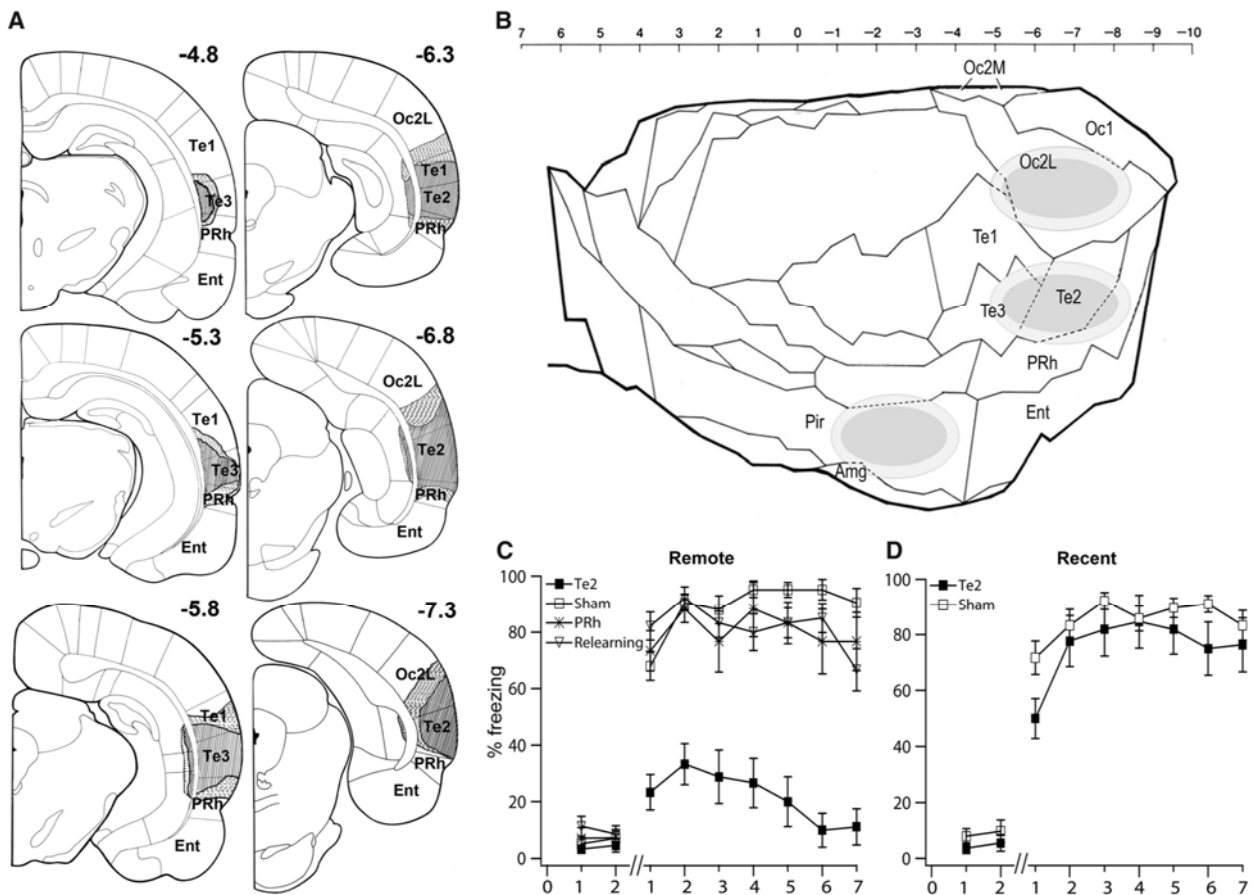 A
-4.8
Te1
Te3
PRh
Ent
-6.3
Oc2L
Te1
Te2
PRh
Ent
-5.3
Te1
Te3
PRh
Ent
-6.8
Oc2L
Te2
PRh
Ent
-5.8
Te1
Te3
PRh
Ent
-7.3
Oc2L
Te2
PRh
Ent
B
7 6 5 4 3 2 1 0 –1 –2 –3 –4 –5 –6 –7 –8 –9 –10
Oc2M
Oc1
Oc2L
Te1
Te2
Te3
PRh
Ent
Pir
Amg
C
Remote
Te2
Sham
PRh
Relearning
% freezing
100
80
60
40
20
0
0 1 2 1 2 3 4 5 6 7
D
Recent
Te2
Sham
100
80
60
40
20
0
0 1 2 1 2 3 4 5 6 7